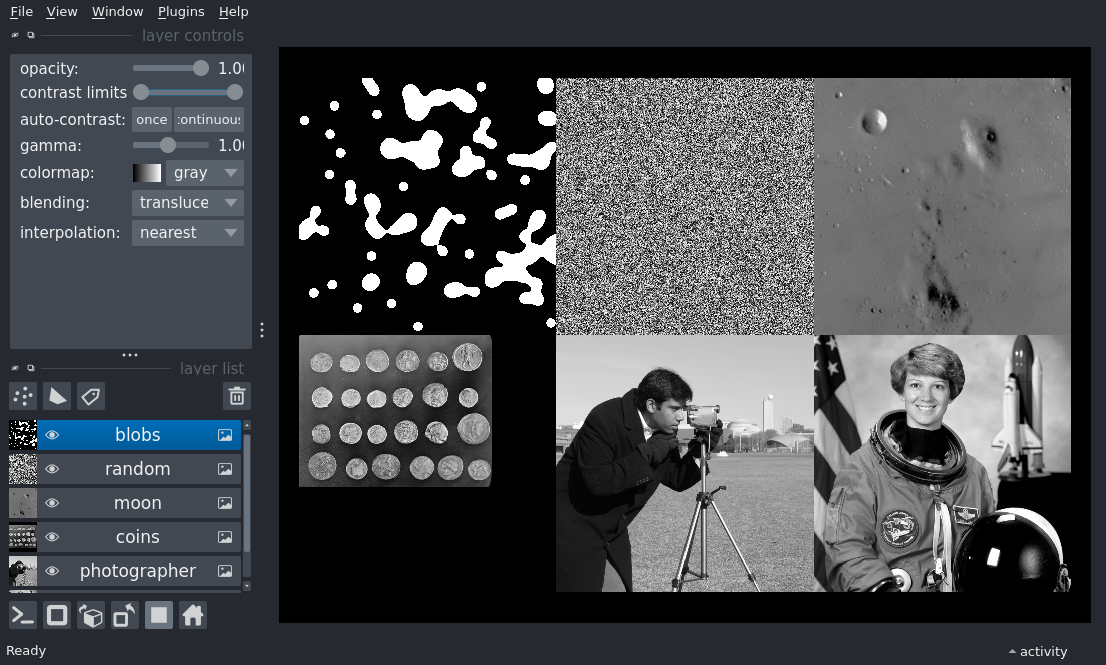 File View Window Plugins Help
layer controls
opacity: 1.0
contrast limits
auto-contrast: once continuous
gamma: 1.0
colormap: gray
blending: transluce
interpolation: nearest
layer list
blobs
random
moon
coins
photographer
Ready
activity